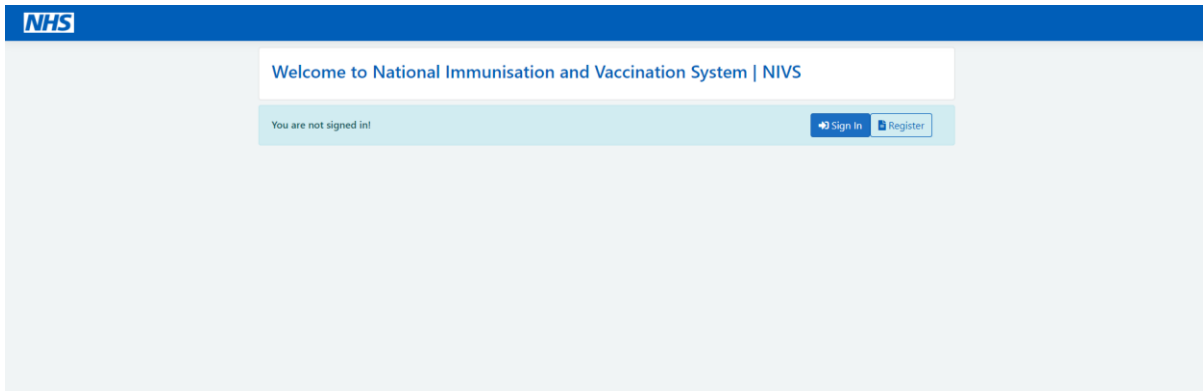 NHS
Welcome to National Immunisation and Vaccination System | NIVS
You are not signed in!
Sign In
Register